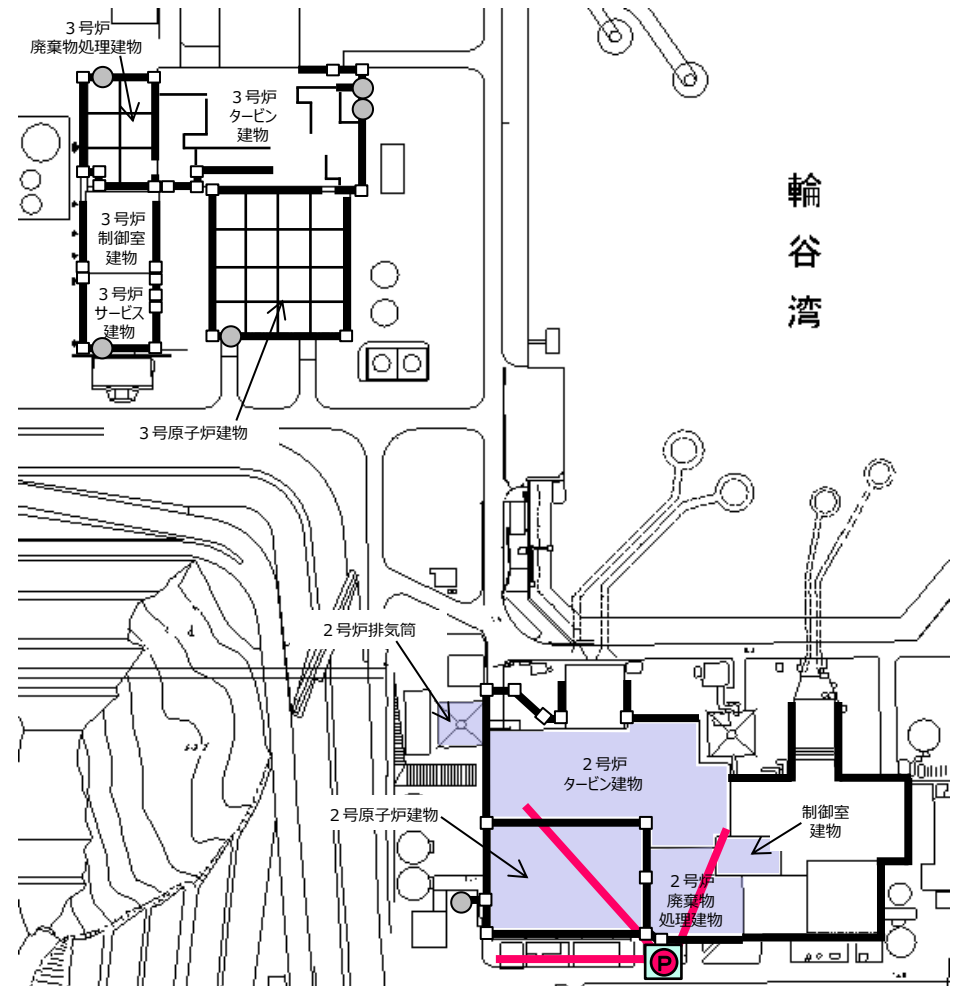 ３号炉
廃棄物処理建物
３号炉
タービン
建物
輪
谷
湾
３号炉
制御室
建物
３号炉
サービス
建物
３号原子炉建物
２号炉排気筒
２号炉
タービン建物
２号原子炉建物
制御室
建物
２号炉
廃棄物
処理建物
P